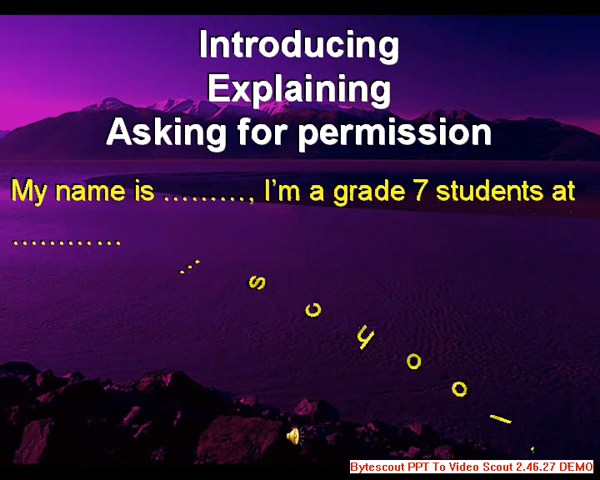 Introducing
Explaining
Asking for permission
My name is ………, I'm a grade 7 students at
…………
… school.
Bytescout PPT To Video Scout 2.46.27 DEMO